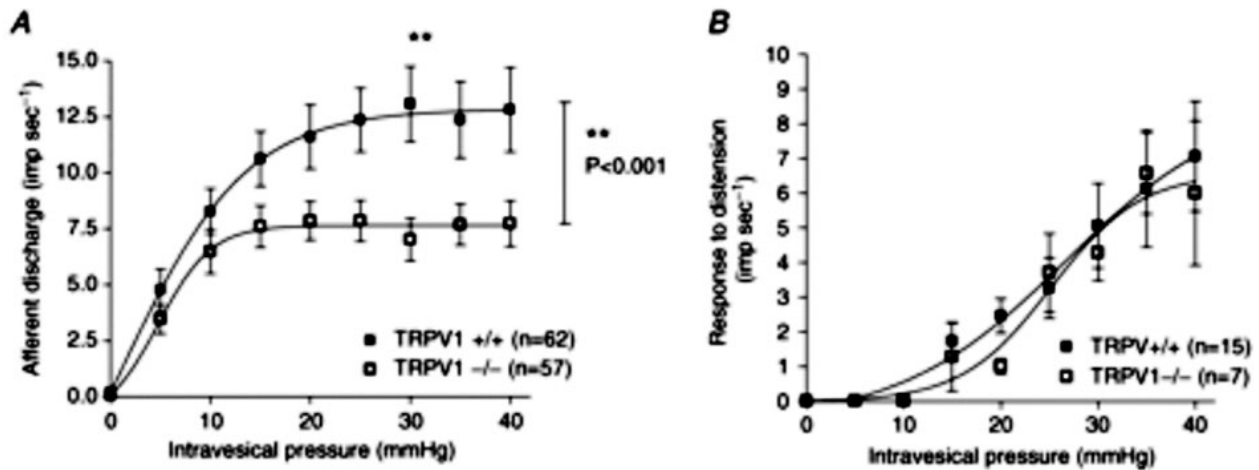 A
**
15.0
12.5
10.0
7.5
5.0
2.5
0.0
Afferent discharge (imp sec⁻¹)
**
P<0.001
TRPV1 +/+ (n=62)
TRPV1 −/− (n=57)
0 10 20 30 40
Intravesical pressure (mmHg)
B
10
9
8
7
6
5
4
3
2
1
0
Response to distension
(imp sec⁻¹)
TRPV+/+ (n=15)
TRPV1−/− (n=7)
0 10 20 30 40
Intravesical pressure (mmHg)